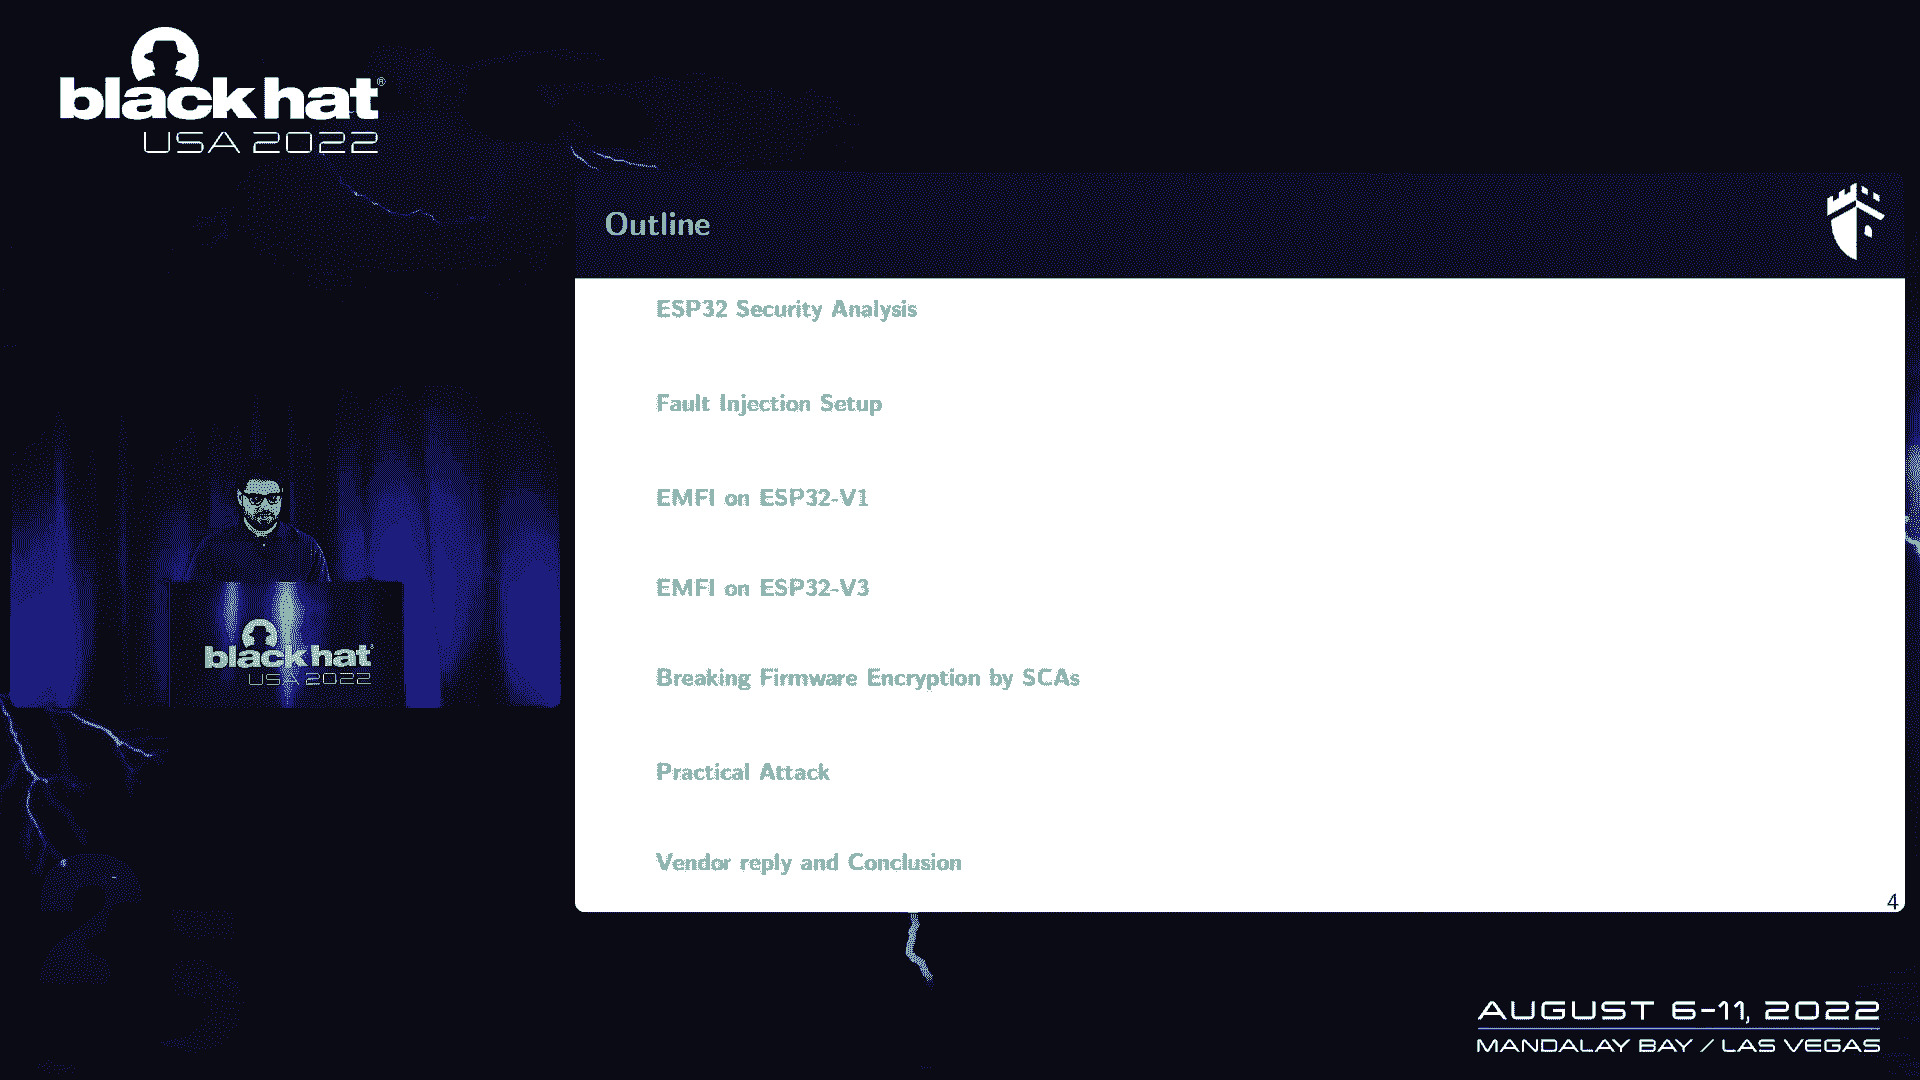 black hat®
USA 2022
Outline
ESP32 Security Analysis
Fault Injection Setup
EMFI on ESP32-V1
EMFI on ESP32-V3
Breaking Firmware Encryption by SCAs
Practical Attack
Vendor reply and Conclusion
4
black hat®
USA 2022
25
AUGUST 6-11, 2022
MANDALAY BAY / LAS VEGAS